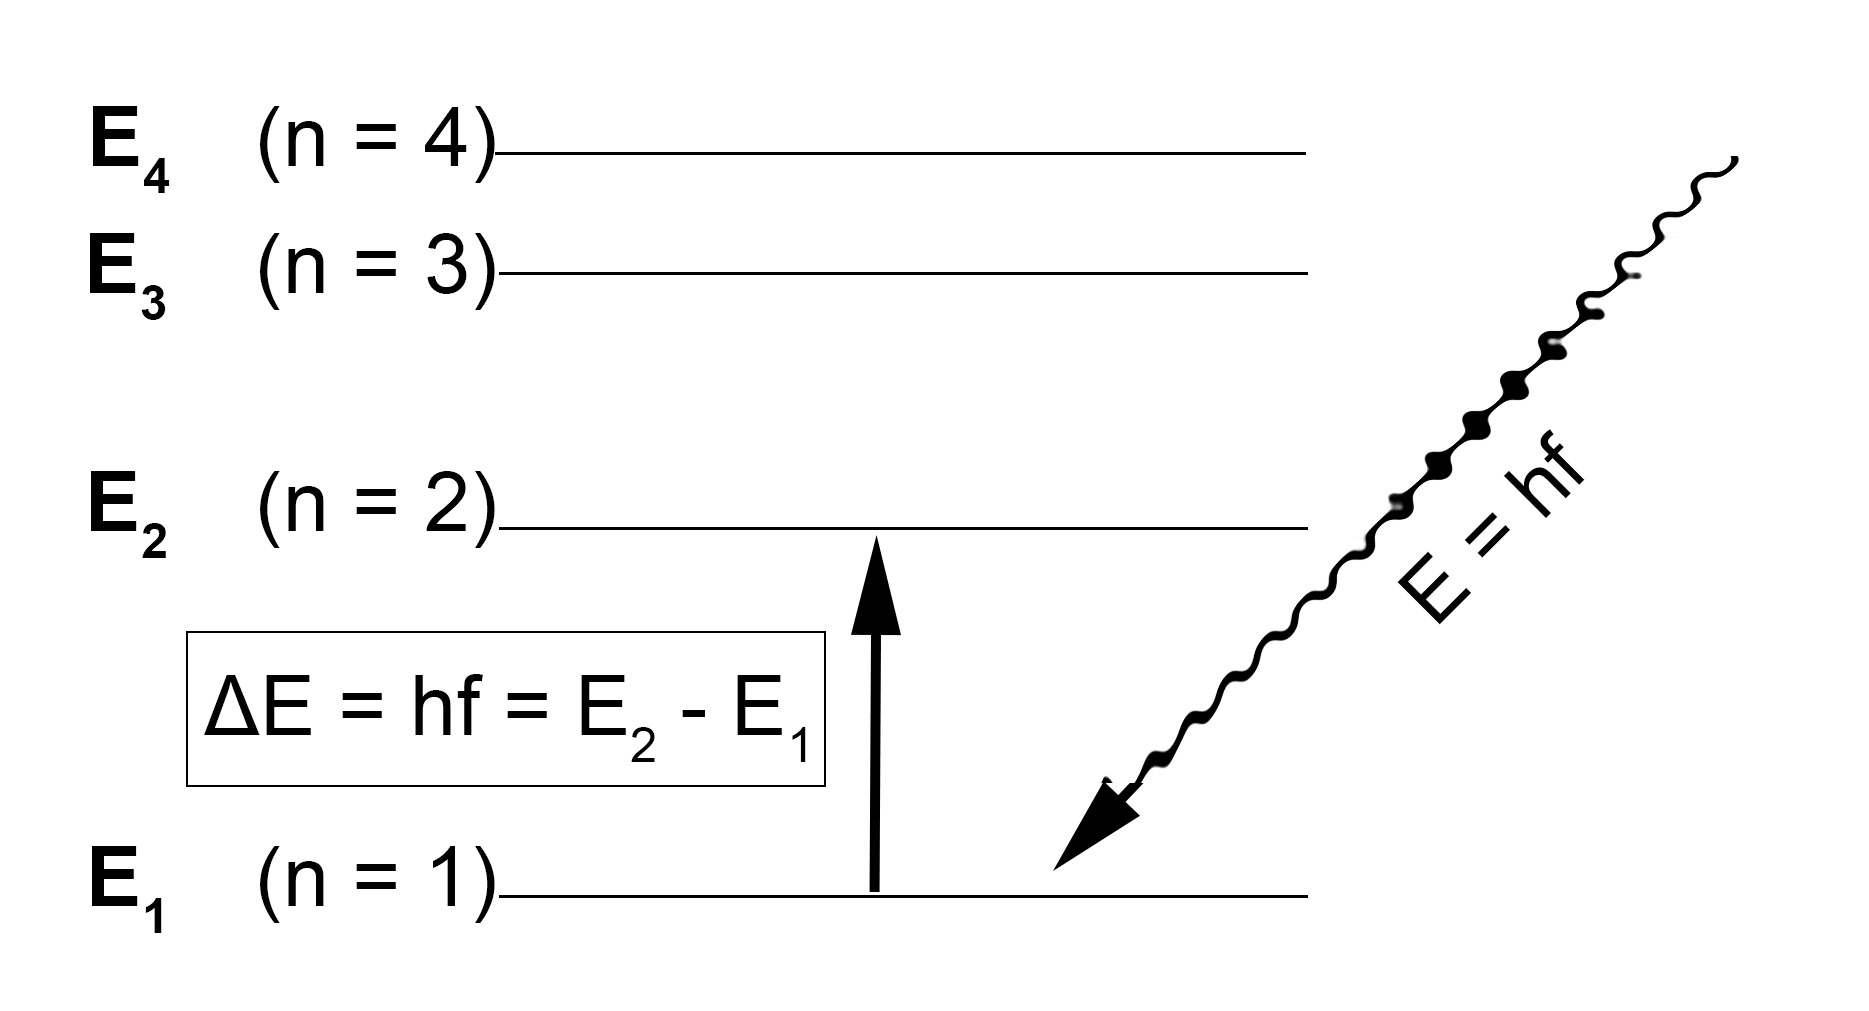 E4 (n = 4)
E3 (n = 3)
E2 (n = 2)
E = hf
ΔE = hf = E2 - E1
E1 (n = 1)